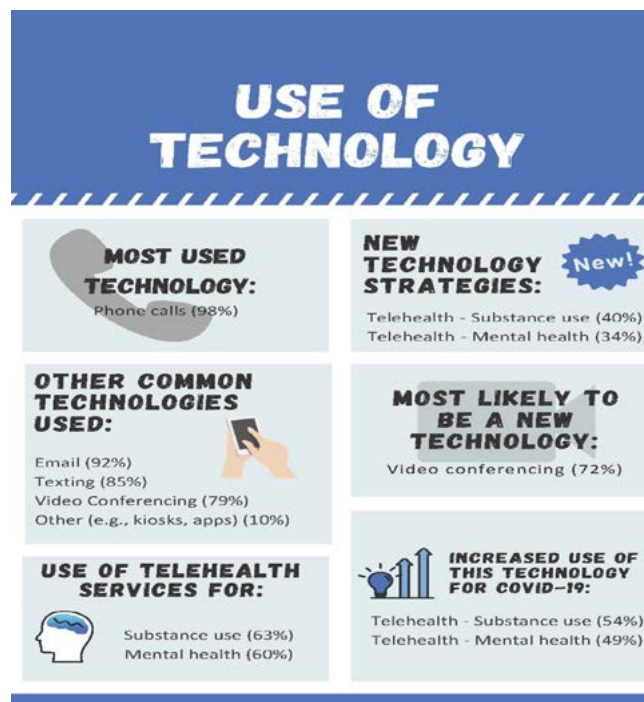 USE OF
TECHNOLOGY
MOST USED
TECHNOLOGY:
Phone calls (98%)
NEW
TECHNOLOGY
STRATEGIES:
New!
Telehealth - Substance use (40%)
Telehealth - Mental health (34%)
OTHER COMMON
TECHNOLOGIES
USED:
Email (92%)
Texting (85%)
Video Conferencing (79%)
Other (e.g., kiosks, apps) (10%)
MOST LIKELY TO
BE A NEW
TECHNOLOGY:
Video conferencing (72%)
USE OF TELEHEALTH
SERVICES FOR:
Substance use (63%)
Mental health (60%)
INCREASED USE OF
THIS TECHNOLOGY
FOR COVID-19:
Telehealth - Substance use (54%)
Telehealth - Mental health (49%)